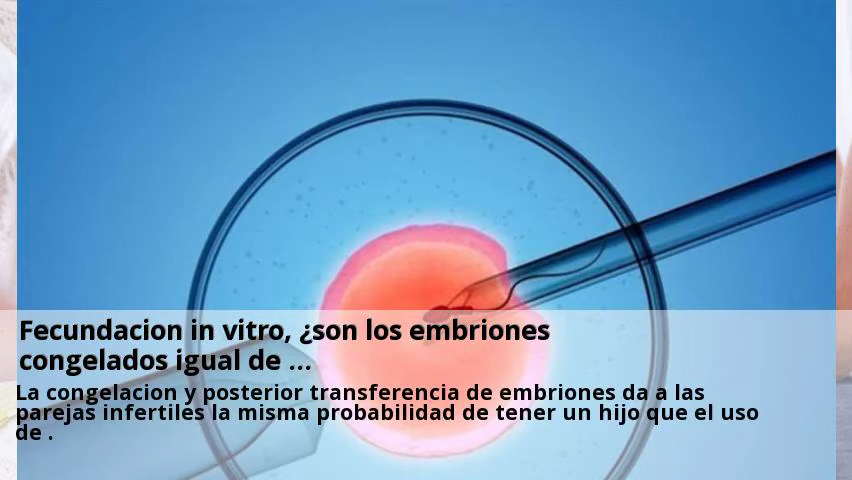 Fecundacion in vitro, ¿son los embriones
congelados igual de ...
La congelacion y posterior transferencia de embriones da a las
parejas infertiles la misma probabilidad de tener un hijo que el uso
de .